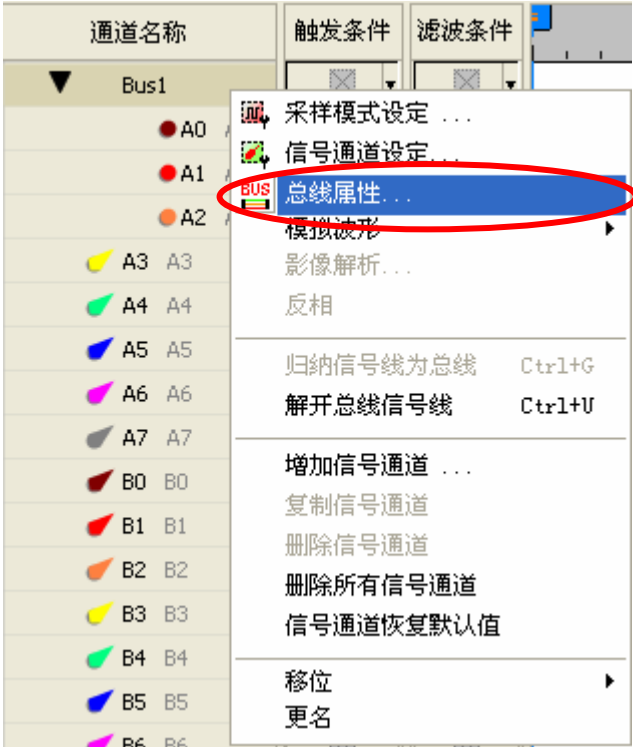 通道名称 触发条件 滤波条件
Bus1
A0
A1
A2
A3 A3
A4 A4
A5 A5
A6 A6
A7 A7
B0 B0
B1 B1
B2 B2
B3 B3
B4 B4
B5 B5
B6 B6
采样模式设定 ...
信号通道设定...
BUS 总线属性...
模拟波形
影像解析...
反相
归纳信号线为总线 Ctrl+G
解开总线信号线 Ctrl+U
增加信号通道 ...
复制信号通道
删除信号通道
删除所有信号通道
信号通道恢复默认值
移位
更名